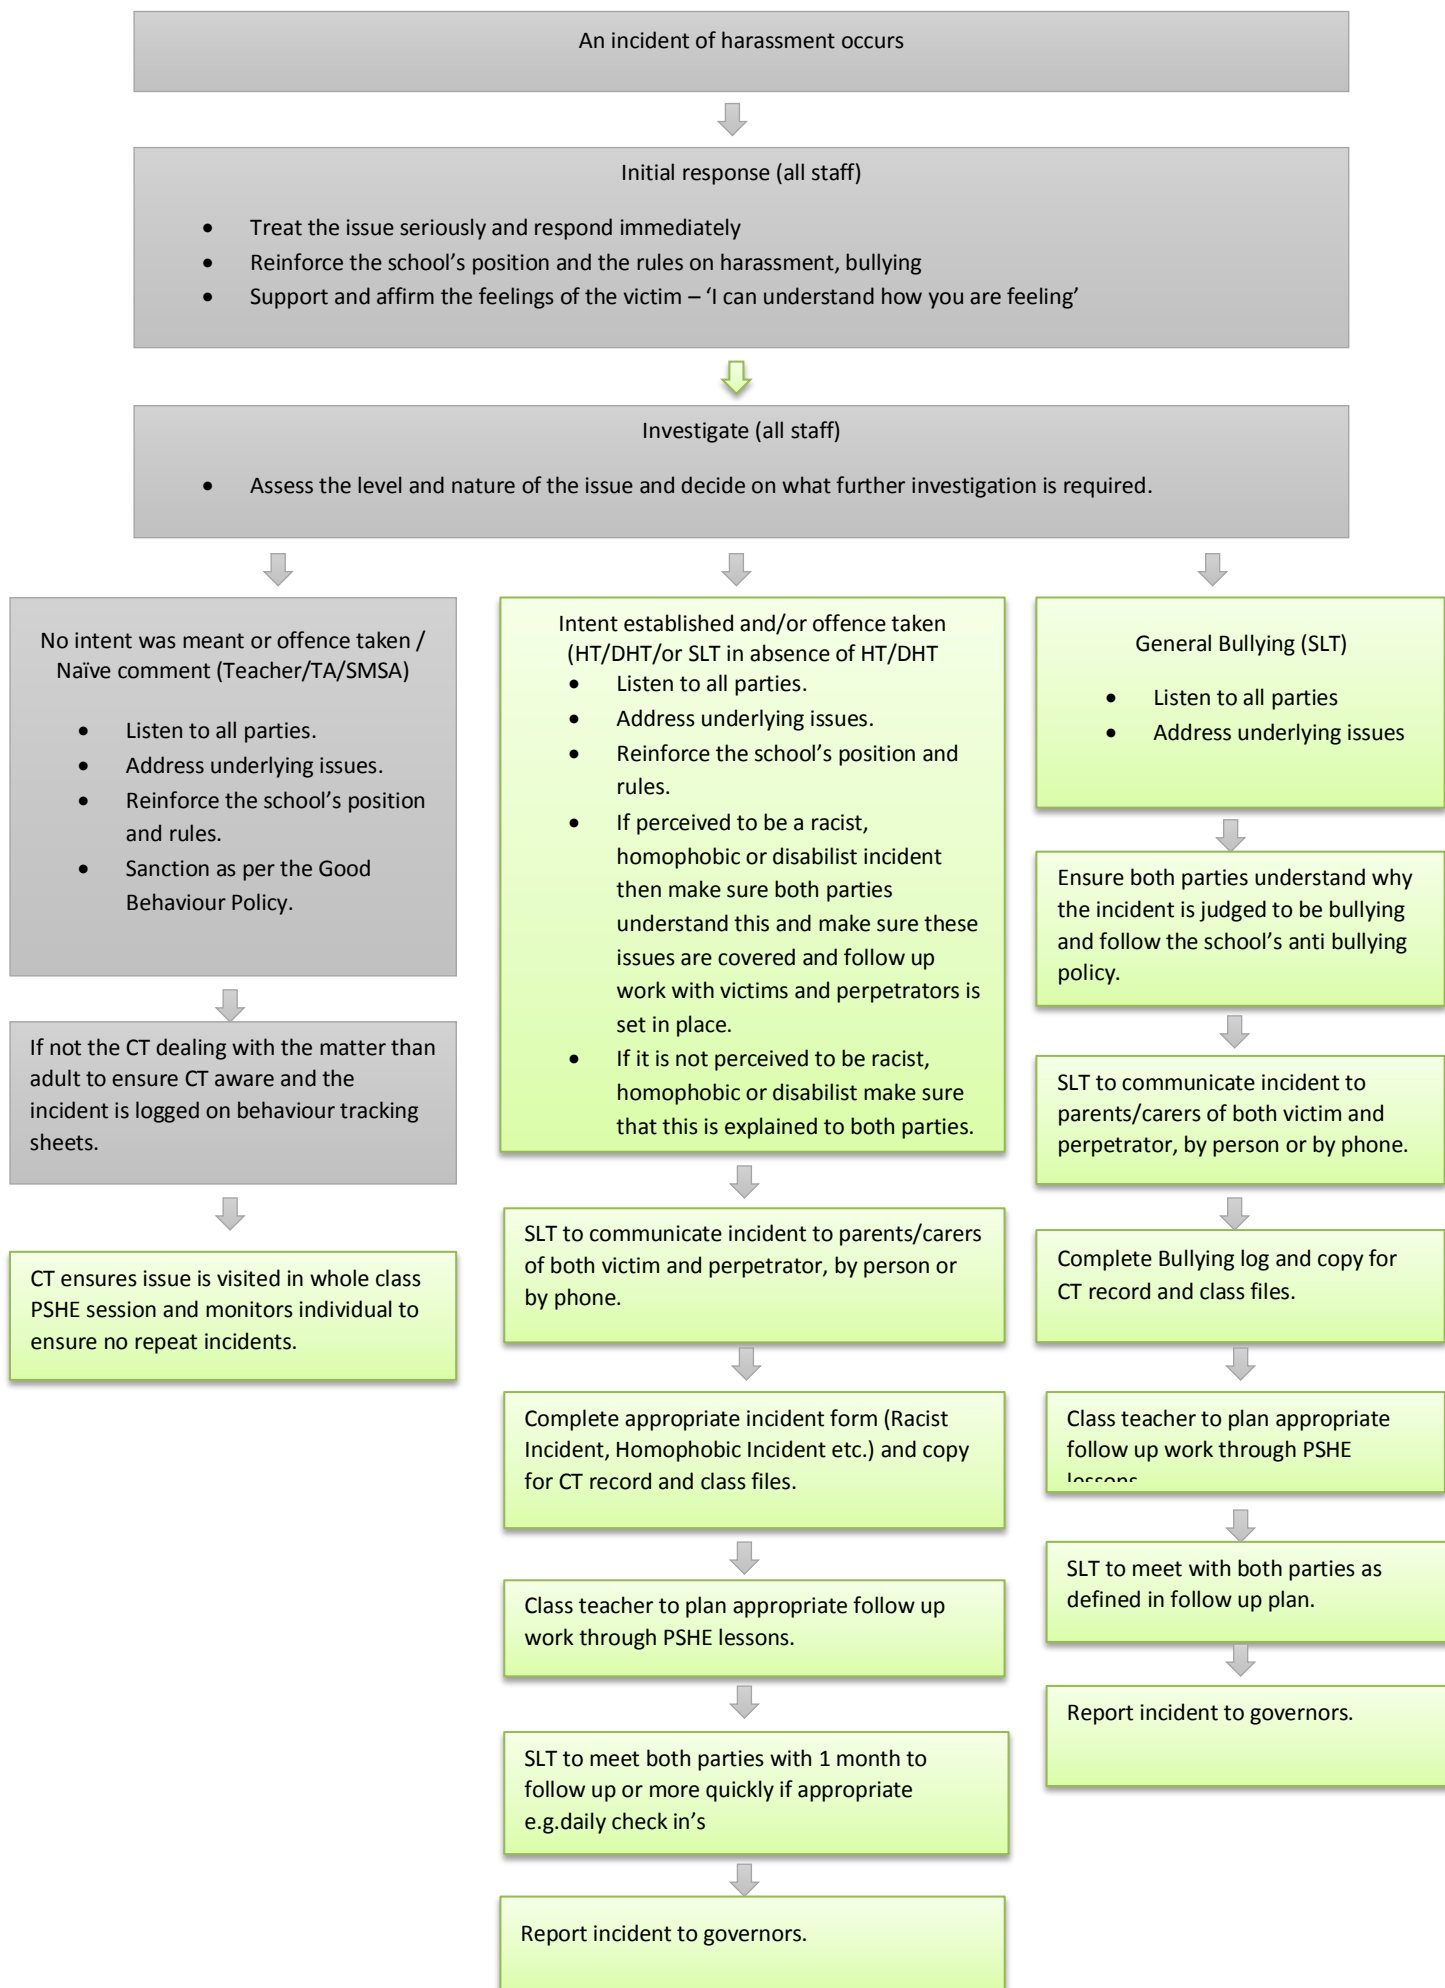 An incident of harassment occurs
Initial response (all staff)
• Treat the issue seriously and respond immediately
• Reinforce the school's position and the rules on harassment, bullying
• Support and affirm the feelings of the victim – 'I can understand how you are feeling'
Investigate (all staff)
• Assess the level and nature of the issue and decide on what further investigation is required.
No intent was meant or offence taken /
Naïve comment (Teacher/TA/SMSA)
• Listen to all parties.
• Address underlying issues.
• Reinforce the school's position
and rules.
• Sanction as per the Good
Behaviour Policy.
If not the CT dealing with the matter than
adult to ensure CT aware and the
incident is logged on behaviour tracking
sheets.
CT ensures issue is visited in whole class
PSHE session and monitors individual to
ensure no repeat incidents.
Intent established and/or offence taken
(HT/DHT/or SLT in absence of HT/DHT
• Listen to all parties.
• Address underlying issues.
• Reinforce the school's position and
rules.
• If perceived to be a racist,
homophobic or disabilist incident
then make sure both parties
understand this and make sure these
issues are covered and follow up
work with victims and perpetrators is
set in place.
• If it is not perceived to be racist,
homophobic or disabilist make sure
that this is explained to both parties.
SLT to communicate incident to parents/carers
of both victim and perpetrator, by person or
by phone.
Complete appropriate incident form (Racist
Incident, Homophobic Incident etc.) and copy
for CT record and class files.
Class teacher to plan appropriate follow up
work through PSHE lessons.
SLT to meet both parties with 1 month to
follow up or more quickly if appropriate
e.g.daily check in's
Report incident to governors.
General Bullying (SLT)
• Listen to all parties
• Address underlying issues
Ensure both parties understand why
the incident is judged to be bullying
and follow the school's anti bullying
policy.
SLT to communicate incident to
parents/carers of both victim and
perpetrator, by person or by phone.
Complete Bullying log and copy for
CT record and class files.
Class teacher to plan appropriate
follow up work through PSHE
lessons
SLT to meet with both parties as
defined in follow up plan.
Report incident to governors.